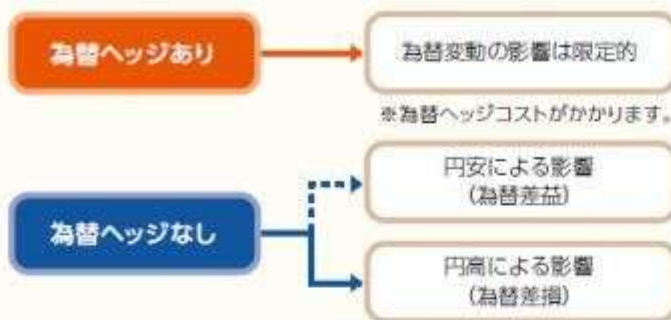 為替ヘッジあり
為替変動の影響は限定的
※為替ヘッジコストがかかります。
円安による影響
(為替差益)
為替ヘッジなし
円高による影響
(為替差損)